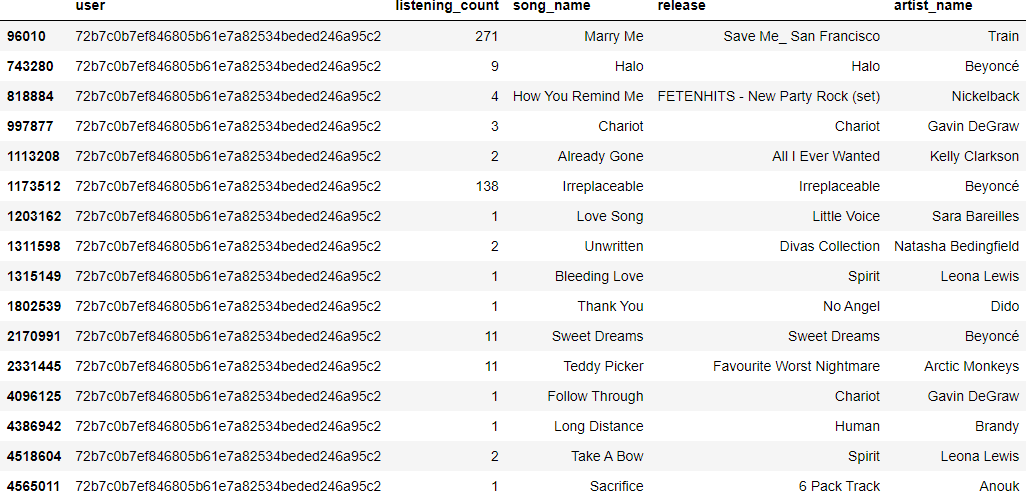 user listening_count song_name release artist_name
96010 72b7c0b7ef846805b61e7a82534beded246a95c2 271 Marry Me Save Me_ San Francisco Train
743280 72b7c0b7ef846805b61e7a82534beded246a95c2 9 Halo Halo Beyoncé
818884 72b7c0b7ef846805b61e7a82534beded246a95c2 4 How You Remind Me FETENHITS - New Party Rock (set) Nickelback
997877 72b7c0b7ef846805b61e7a82534beded246a95c2 3 Chariot Chariot Gavin DeGraw
1113208 72b7c0b7ef846805b61e7a82534beded246a95c2 2 Already Gone All I Ever Wanted Kelly Clarkson
1173512 72b7c0b7ef846805b61e7a82534beded246a95c2 138 Irreplaceable Irreplaceable Beyoncé
1203162 72b7c0b7ef846805b61e7a82534beded246a95c2 1 Love Song Little Voice Sara Bareilles
1311598 72b7c0b7ef846805b61e7a82534beded246a95c2 2 Unwritten Divas Collection Natasha Bedingfield
1315149 72b7c0b7ef846805b61e7a82534beded246a95c2 1 Bleeding Love Spirit Leona Lewis
1802539 72b7c0b7ef846805b61e7a82534beded246a95c2 1 Thank You No Angel Dido
2170991 72b7c0b7ef846805b61e7a82534beded246a95c2 11 Sweet Dreams Sweet Dreams Beyoncé
2331445 72b7c0b7ef846805b61e7a82534beded246a95c2 11 Teddy Picker Favourite Worst Nightmare Arctic Monkeys
4096125 72b7c0b7ef846805b61e7a82534beded246a95c2 1 Follow Through Chariot Gavin DeGraw
4386942 72b7c0b7ef846805b61e7a82534beded246a95c2 1 Long Distance Human Brandy
4518604 72b7c0b7ef846805b61e7a82534beded246a95c2 2 Take A Bow Spirit Leona Lewis
4565011 72b7c0b7ef846805b61e7a82534beded246a95c2 1 Sacrifice 6 Pack Track Anouk